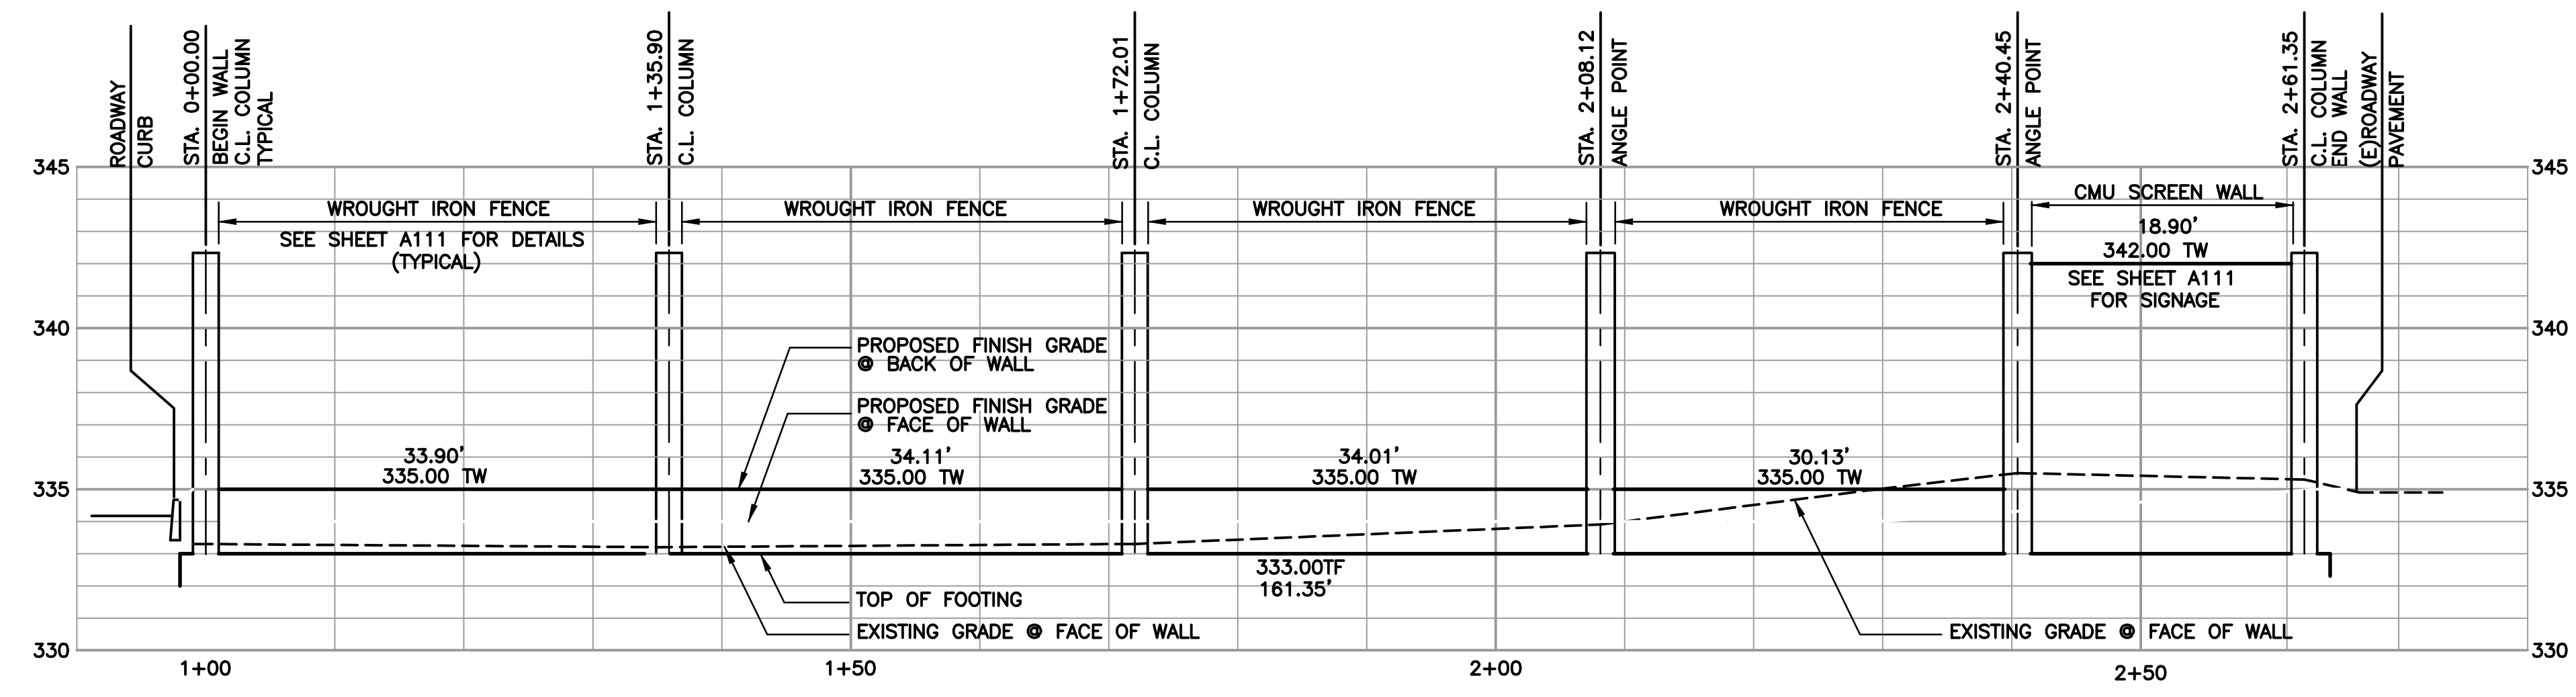 ROADWAY
CURB
STA. 0+00.00
BEGIN WALL
C.L. COLUMN
TYPICAL
STA. 1+35.90
C.L. COLUMN
STA. 1+72.01
C.L. COLUMN
STA. 2+08.12
ANGLE POINT
STA. 2+40.45
ANGLE POINT
STA. 2+61.35
C.L. COLUMN
END WALL
(E)ROADWAY
PAVEMENT
345
345
WROUGHT IRON FENCE
WROUGHT IRON FENCE
WROUGHT IRON FENCE
WROUGHT IRON FENCE
CMU SCREEN WALL
18.90'
342.00 TW
SEE SHEET A111 FOR DETAILS
(TYPICAL)
SEE SHEET A111
FOR SIGNAGE
340
340
PROPOSED FINISH GRADE
@ BACK OF WALL
PROPOSED FINISH GRADE
@ FACE OF WALL
33.90'
335.00 TW
34.11'
335.00 TW
34.01'
335.00 TW
30.13'
335.00 TW
335
335
333.00TF
161.35'
TOP OF FOOTING
EXISTING GRADE @ FACE OF WALL
EXISTING GRADE @ FACE OF WALL
330
330
1+00
1+50
2+00
2+50